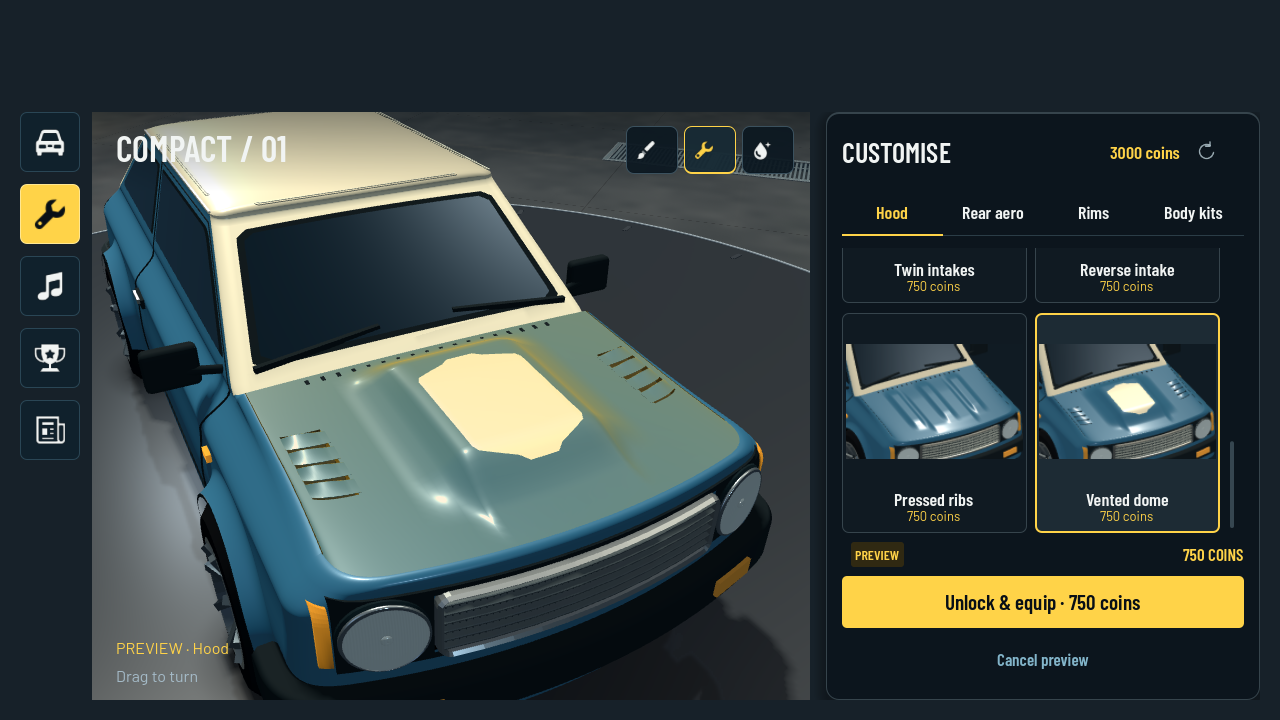 COMPACT / 01
CUSTOMISE
3000 coins
Hood
Rear aero
Rims
Body kits
Twin intakes
750 coins
Reverse intake
750 coins
Pressed ribs
750 coins
Vented dome
750 coins
PREVIEW
750 COINS
Unlock & equip · 750 coins
Cancel preview
PREVIEW · Hood
Drag to turn